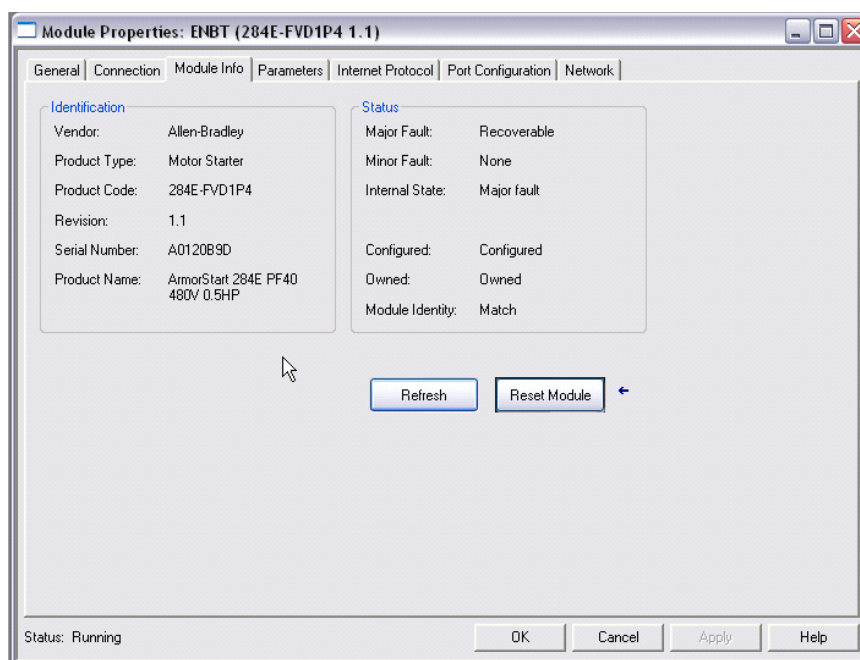 Module Properties: ENBT (284E-FVD1P4 1.1)
General Connection Module Info Parameters Internet Protocol Port Configuration Network
Identification
Vendor: Allen-Bradley
Product Type: Motor Starter
Product Code: 284E-FVD1P4
Revision: 1.1
Serial Number: A0120B9D
Product Name: ArmorStart 284E PF40
480V 0.5HP
Status
Major Fault: Recoverable
Minor Fault: None
Internal State: Major fault
Configured: Configured
Owned: Owned
Module Identity: Match
Refresh Reset Module
Status: Running
OK Cancel Apply Help